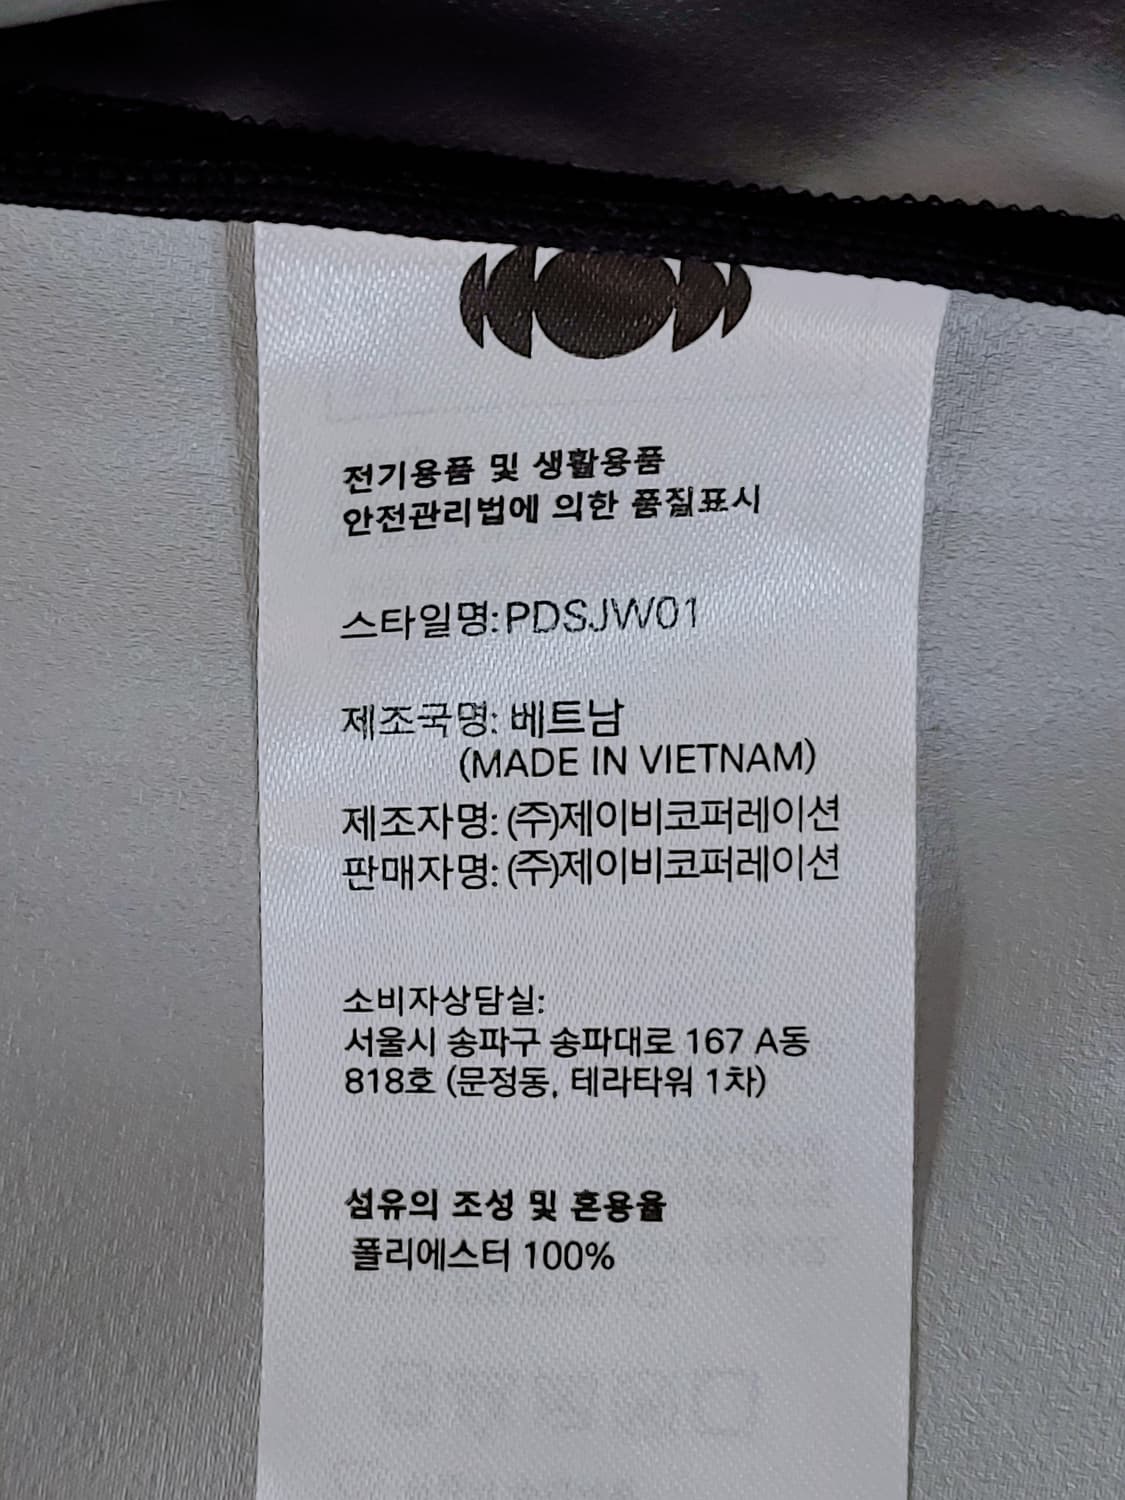 전기용품 및 생활용품
안전관리법에 의한 품질표시
스타일명:PDSJW01
제조국명: 베트남
(MADE IN VIETNAM)
제조자명: (주)제이비코퍼레이션
판매자명: (주)제이비코퍼레이션
소비자상담실:
서울시 송파구 송파대로 167 A동
818호 (문정동, 테라타워 1차)
섬유의 조성 및 혼용율
폴리에스터 100%